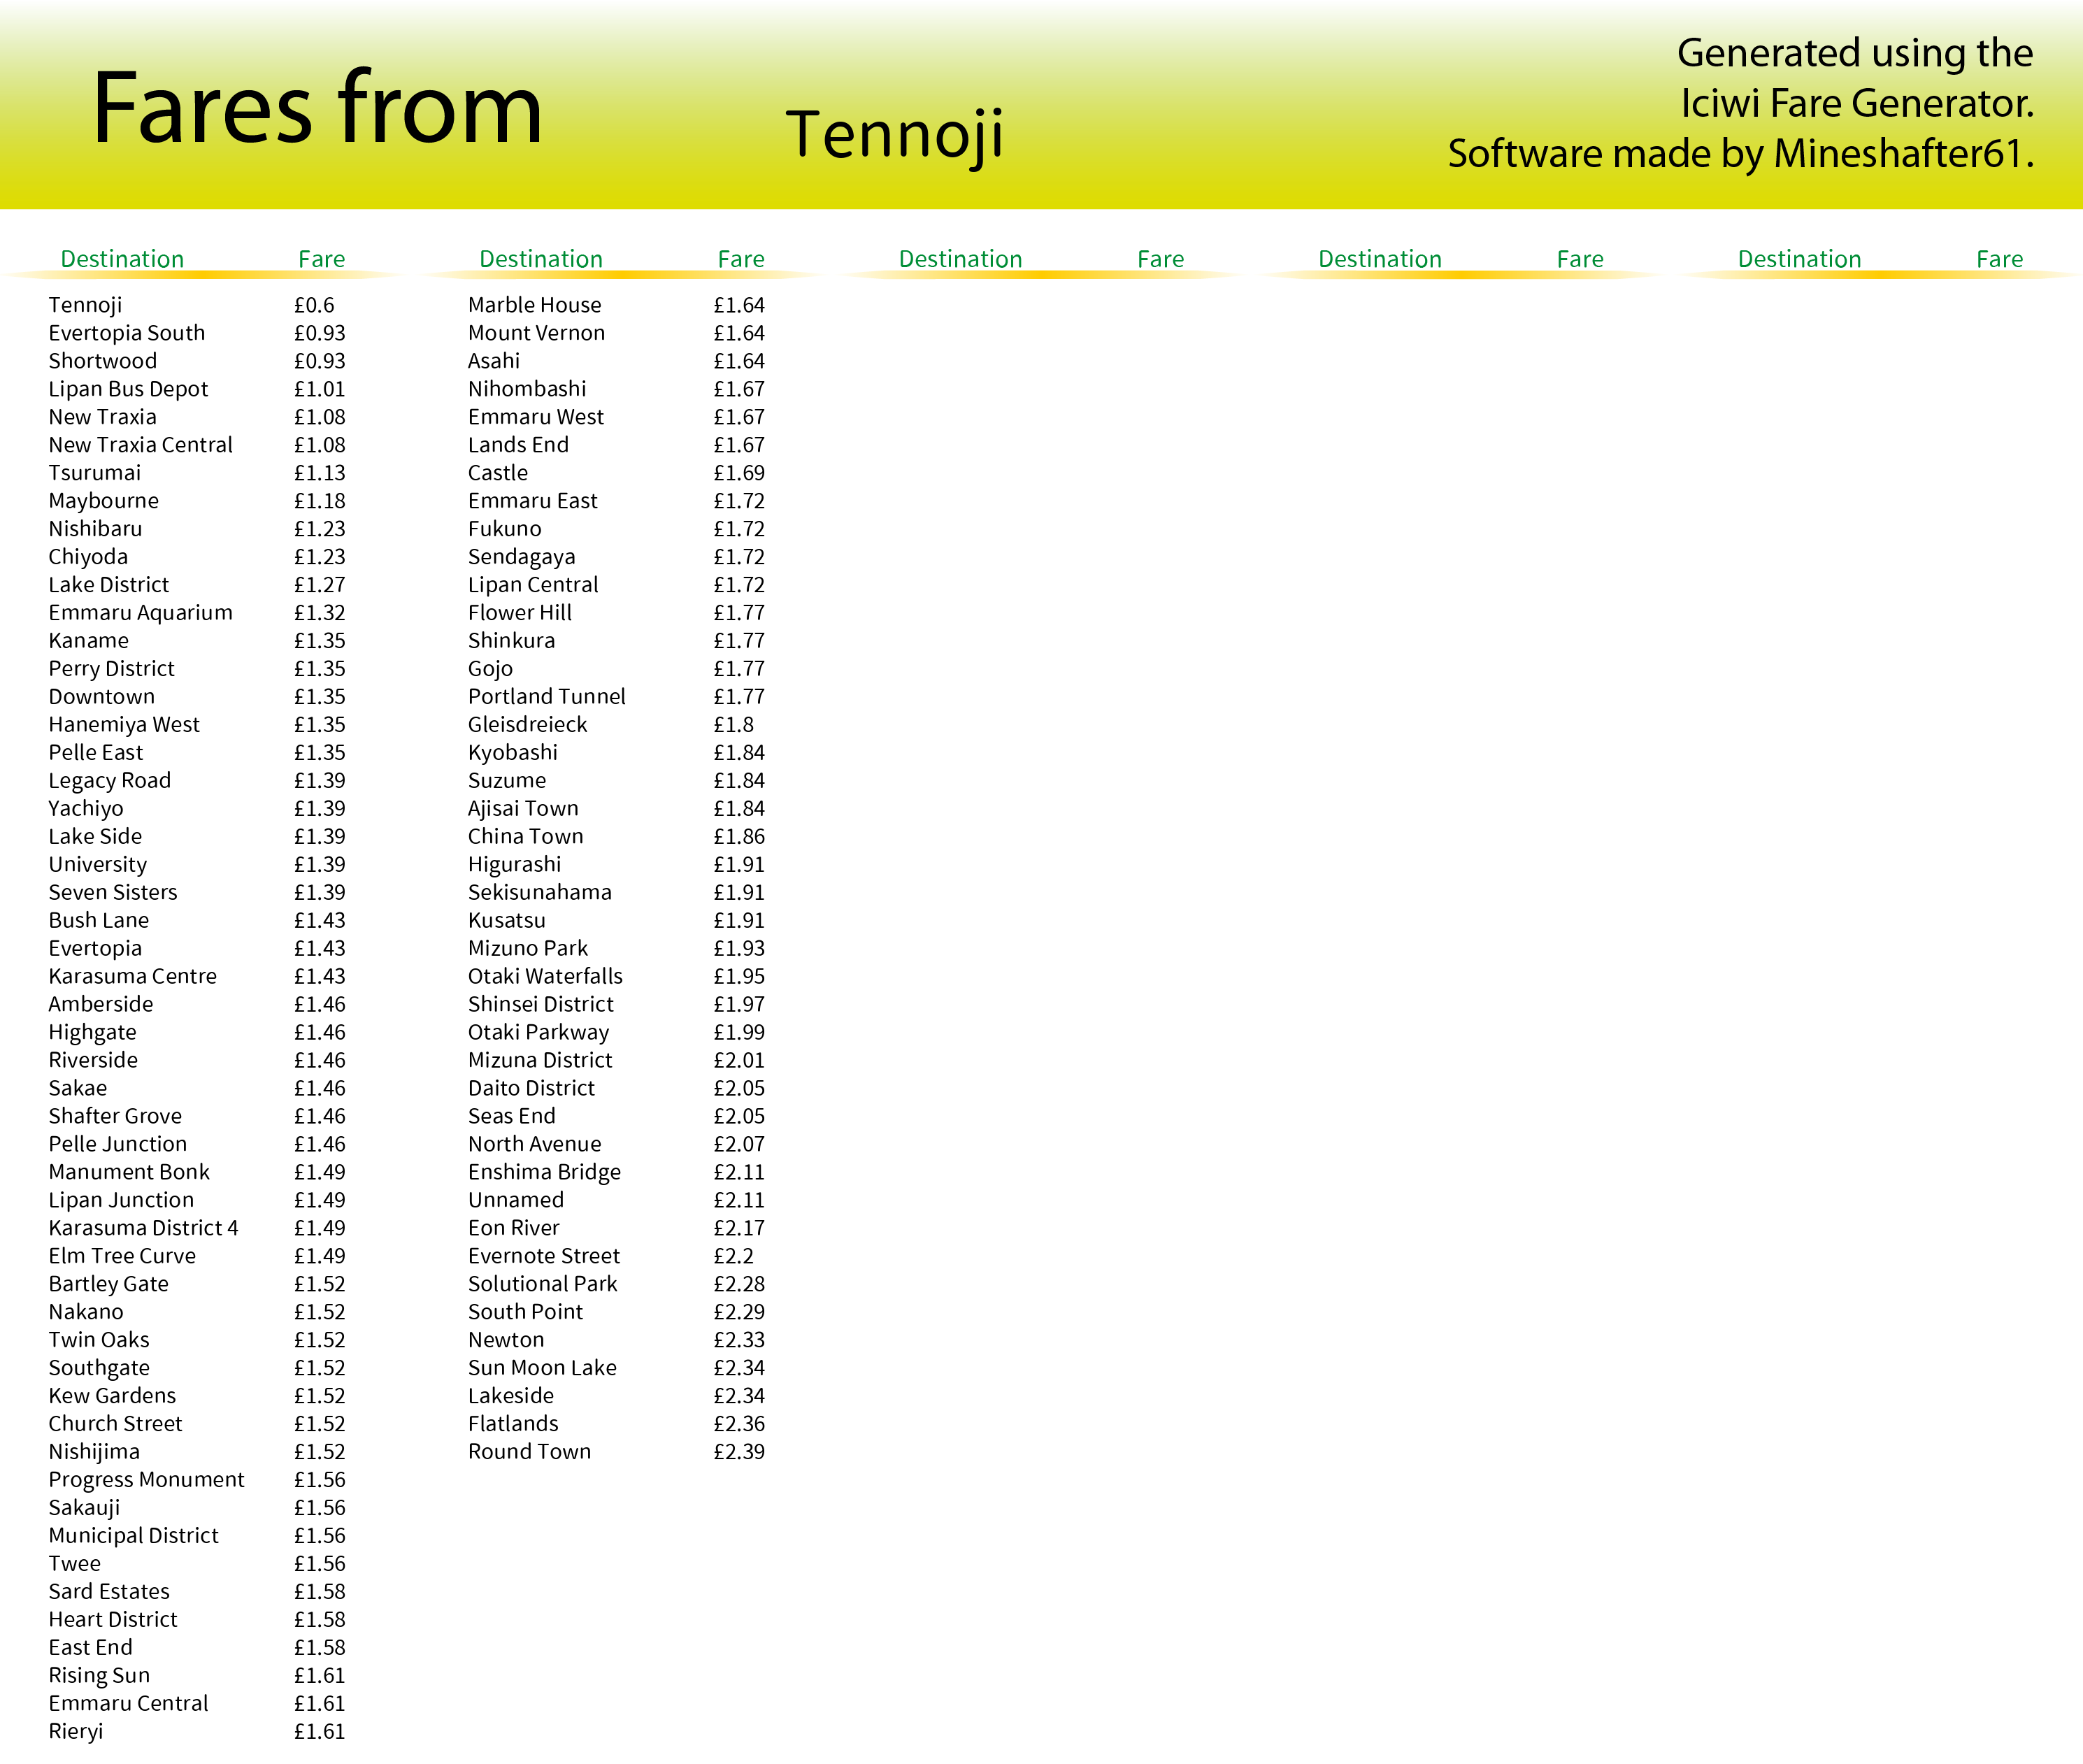 Fares from
Tennoji
Generated using the
Iciwi Fare Generator.
Software made by Mineshafter61.
Destination Fare Destination Fare Destination Fare Destination Fare Destination Fare
Tennoji £0.6
Evertopia South £0.93
Shortwood £0.93
Lipan Bus Depot £1.01
New Traxia £1.08
New Traxia Central £1.08
Tsurumai £1.13
Maybourne £1.18
Nishibaru £1.23
Chiyoda £1.23
Lake District £1.27
Emmaru Aquarium £1.32
Kaname £1.35
Perry District £1.35
Downtown £1.35
Hanemiya West £1.35
Pelle East £1.35
Legacy Road £1.39
Yachiyo £1.39
Lake Side £1.39
University £1.39
Seven Sisters £1.39
Bush Lane £1.43
Evertopia £1.43
Karasuma Centre £1.43
Amberside £1.46
Highgate £1.46
Riverside £1.46
Sakae £1.46
Shafter Grove £1.46
Pelle Junction £1.46
Manument Bonk £1.49
Lipan Junction £1.49
Karasuma District 4 £1.49
Elm Tree Curve £1.49
Bartley Gate £1.52
Nakano £1.52
Twin Oaks £1.52
Southgate £1.52
Kew Gardens £1.52
Church Street £1.52
Nishijima £1.52
Progress Monument £1.56
Sakauji £1.56
Municipal District £1.56
Twee £1.56
Sard Estates £1.58
Heart District £1.58
East End £1.58
Rising Sun £1.61
Emmaru Central £1.61
Rieryi £1.61
Marble House £1.64
Mount Vernon £1.64
Asahi £1.64
Nihombashi £1.67
Emmaru West £1.67
Lands End £1.67
Castle £1.69
Emmaru East £1.72
Fukuno £1.72
Sendagaya £1.72
Lipan Central £1.72
Flower Hill £1.77
Shinkura £1.77
Gojo £1.77
Portland Tunnel £1.77
Gleisdreieck £1.8
Kyobashi £1.84
Suzume £1.84
Ajisai Town £1.84
China Town £1.86
Higurashi £1.91
Sekisunahama £1.91
Kusatsu £1.91
Mizuno Park £1.93
Otaki Waterfalls £1.95
Shinsei District £1.97
Otaki Parkway £1.99
Mizuna District £2.01
Daito District £2.05
Seas End £2.05
North Avenue £2.07
Enshima Bridge £2.11
Unnamed £2.11
Eon River £2.17
Evernote Street £2.2
Solutional Park £2.28
South Point £2.29
Newton £2.33
Sun Moon Lake £2.34
Lakeside £2.34
Flatlands £2.36
Round Town £2.39